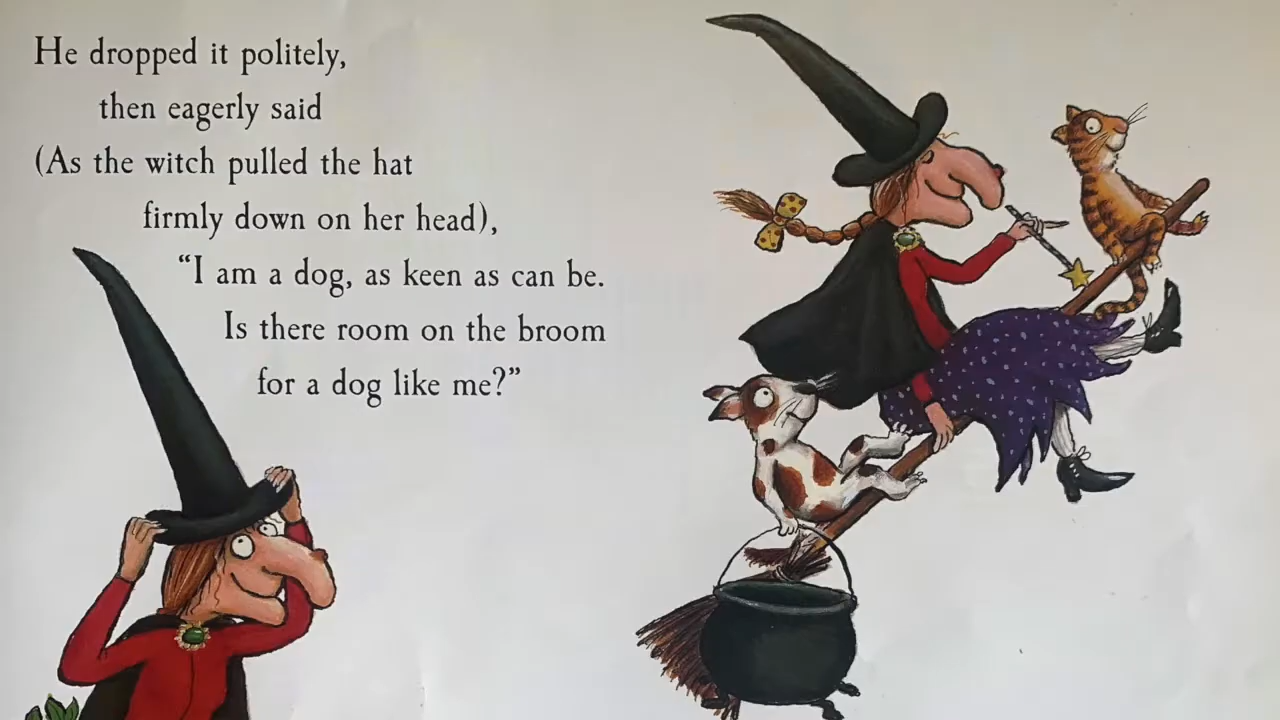 He dropped it politely,
then eagerly said
(As the witch pulled the hat
firmly down on her head),
“I am a dog, as keen as can be.
Is there room on the broom
for a dog like me?”